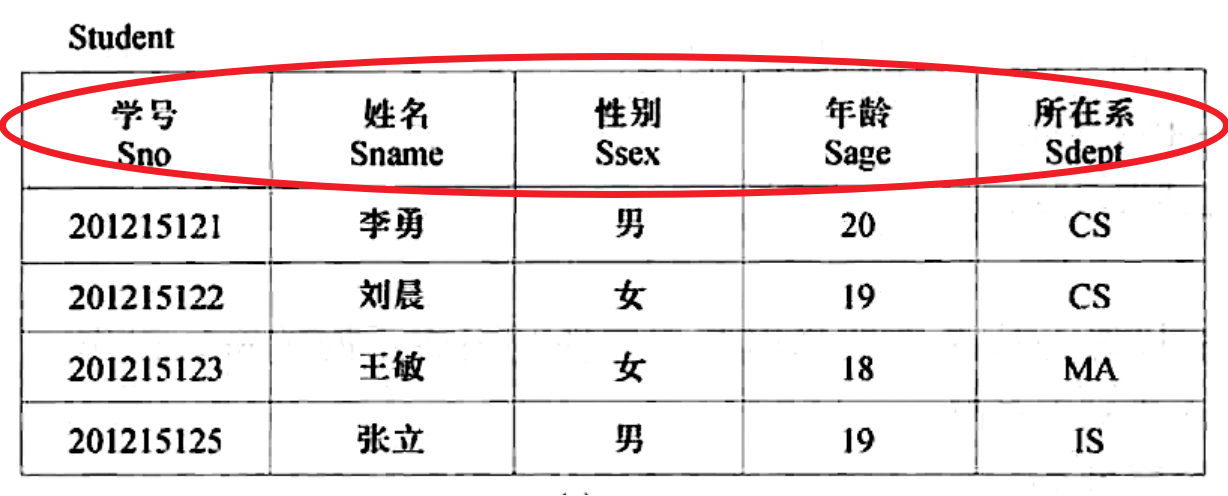 Student
学号 姓名 性别 年龄 所在系
Sno Sname Ssex Sage Sdept
201215121 李勇 男 20 CS
201215122 刘晨 女 19 CS
201215123 王敏 女 18 MA
201215125 张立 男 19 IS